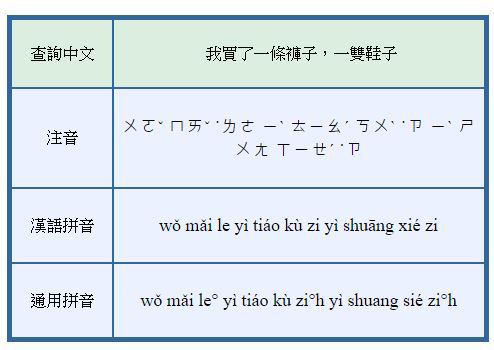 查詢中文
我買了一條褲子，一雙鞋子
注音
ㄨㄛˇ ㄇㄞˇ ˙ㄌㄜ ㄧˋ ㄊㄧㄠˊ ㄎㄨˋ ˙ㄗ ㄧˋ ㄕ
ㄨㄤ ㄒㄧㄝˊ ˙ㄗ
漢語拼音
wǒ mǎi le yì tiáo kù zi yì shuāng xié zi
通用拼音
wǒ mǎi le° yì tiáo kù zi°h yì shuang sié zi°h